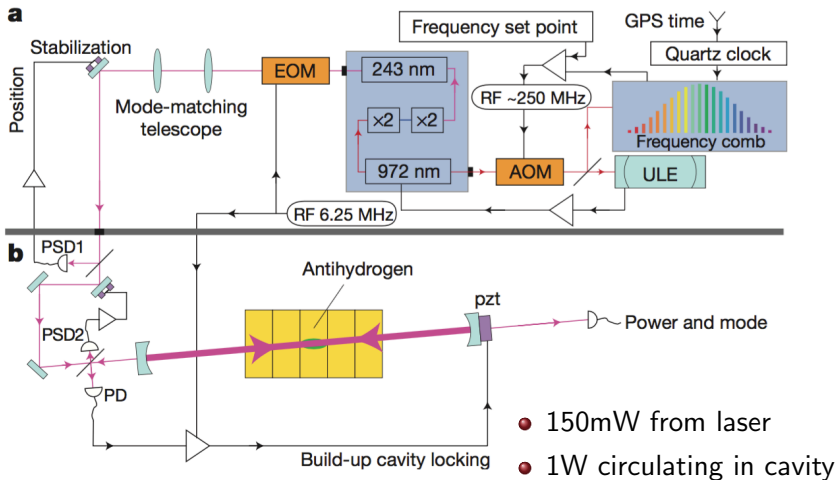 a
Stabilization
Position
Mode-matching
telescope
EOM
243 nm
×2
×2
972 nm
Frequency set point
RF ~250 MHz
AOM
GPS time
Quartz clock
Frequency comb
ULE
RF 6.25 MHz
b
PSD1
PSD2
PD
Antihydrogen
pzt
Power and mode
Build-up cavity locking
150mW from laser
1W circulating in cavity